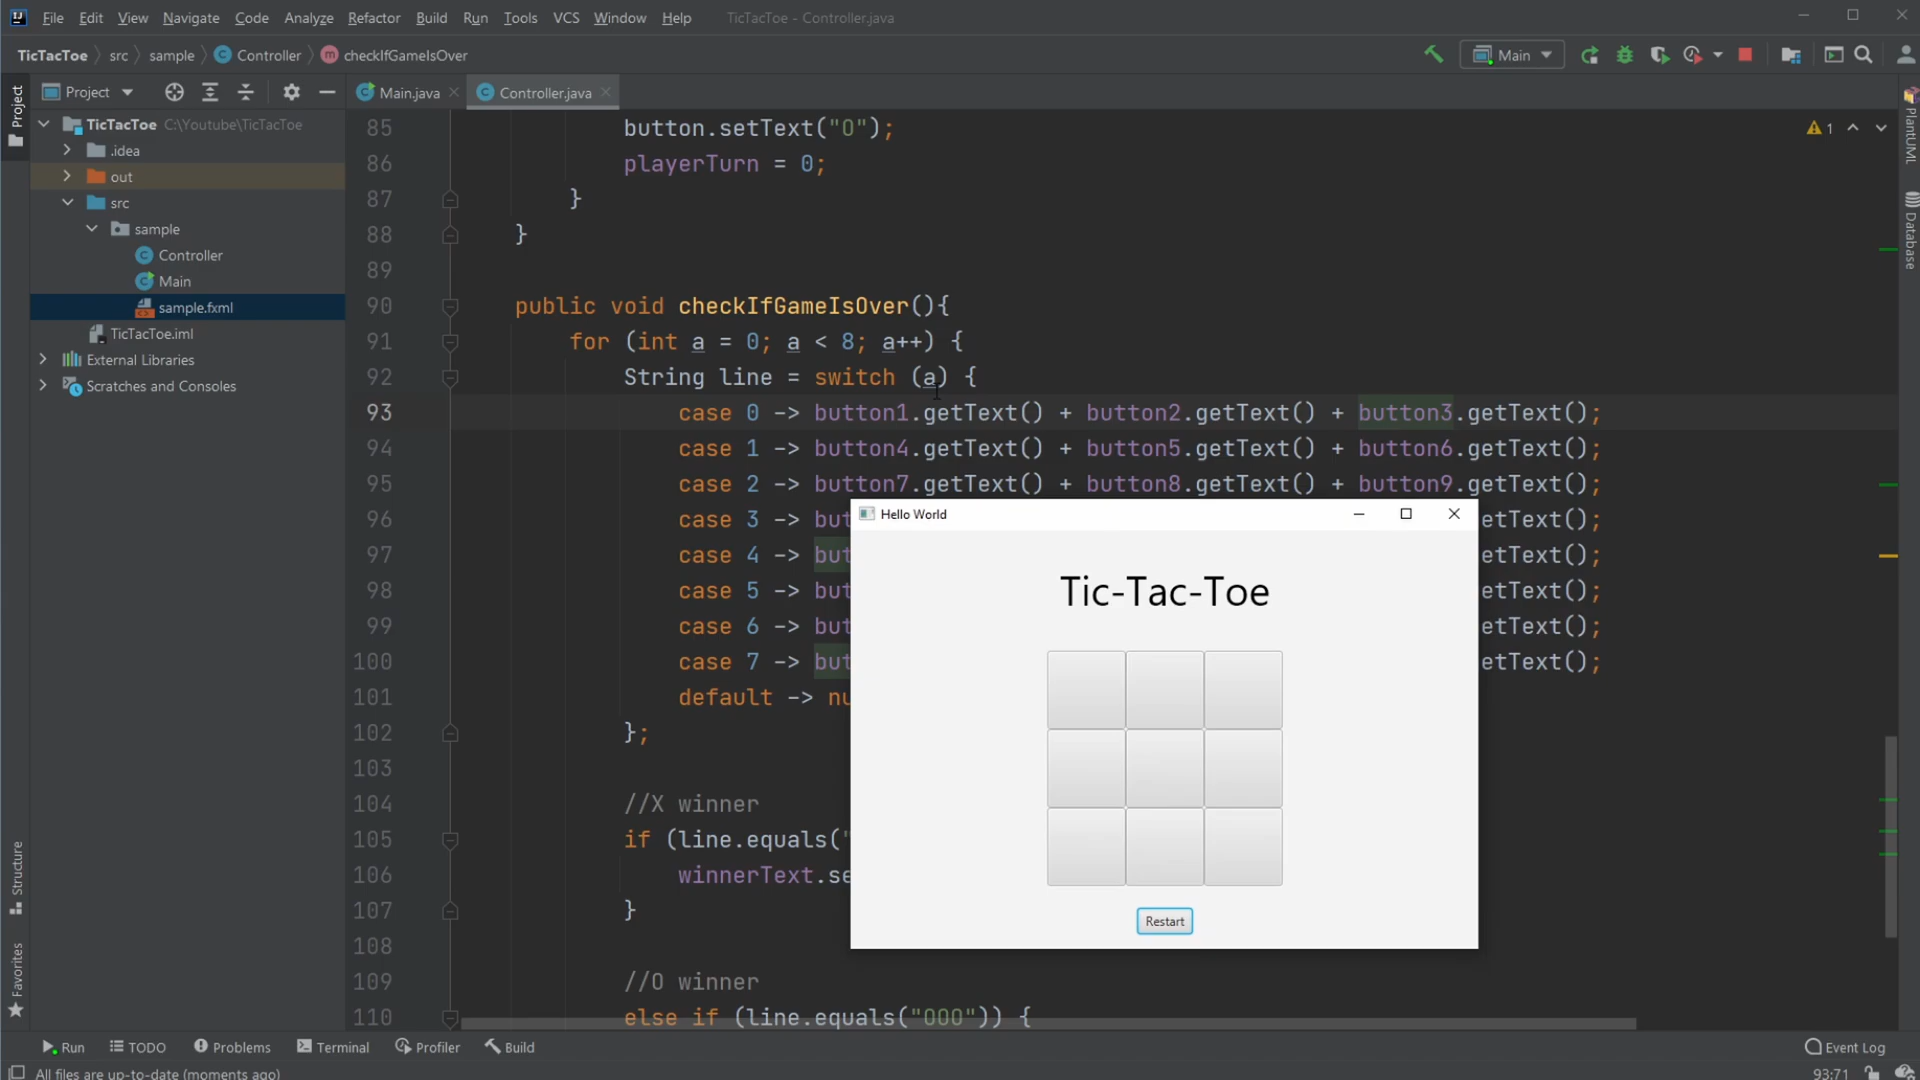 File Edit View Navigate Code Analyze Refactor Build Run Tools VCS Window Help TicTacToe - Controller.java
TicTacToe src sample Controller checkIfGameIsOver Main
Project Main.java Controller.java
Project
TicTacToe C:\Youtube\TicTacToe
.idea
out
src
sample
Controller
Main
sample.fxml
TicTacToe.iml
External Libraries
Scratches and Consoles
Structure
Favorites
85 button.setText("O");
86 playerTurn = 0;
87 }
88 }
89
90 public void checkIfGameIsOver(){
91 for (int a = 0; a < 8; a++) {
92 String line = switch (a) {
93 case 0 -> button1.getText() + button2.getText() + button3.getText();
94 case 1 -> button4.getText() + button5.getText() + button6.getText();
95 case 2 -> button7.getText() + button8.getText() + button9.getText();
96 case 3 -> but etText();
97 case 4 -> but etText();
98 case 5 -> but etText();
99 case 6 -> but etText();
100 case 7 -> but etText();
101 default -> nu
102 };
103
104 //X winner
105 if (line.equals("
106 winnerText.se
107 }
108
109 //O winner
110 else if (line.equals("OOO")) {
1
PlantUML
Database
Hello World
Tic-Tac-Toe
Restart
Run TODO Problems Terminal Profiler Build Event Log
All files are up-to-date (moments ago) 93:71